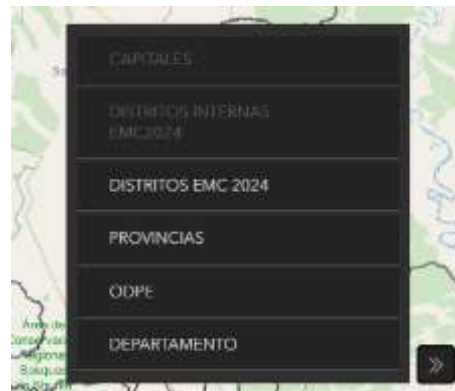 CAPITALES
DISTRITOS INTERNAS
EMC2024
DISTRITOS EMC 2024
PROVINCIAS
ODPE
DEPARTAMENTO